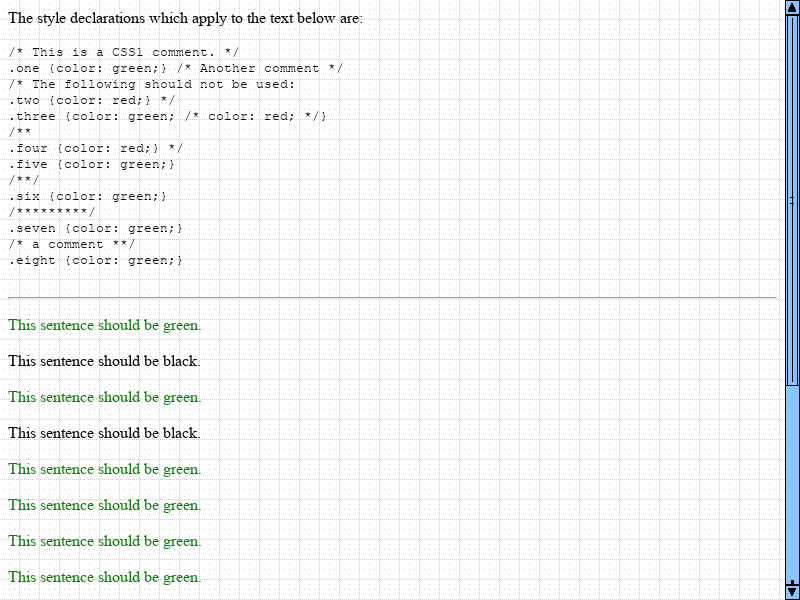 The style declarations which apply to the text below are:
/* This is a CSS1 comment. */
.one {color: green;} /* Another comment */
/* The following should not be used:
.two {color: red;} */
.three {color: green; /* color: red; */}
/**
.four {color: red;} */
.five {color: green;}
/**/
.six {color: green;}
/*********/
.seven {color: green;}
/* a comment **/
.eight {color: green;}
This sentence should be green.
This sentence should be black.
This sentence should be green.
This sentence should be black.
This sentence should be green.
This sentence should be green.
This sentence should be green.
This sentence should be green.